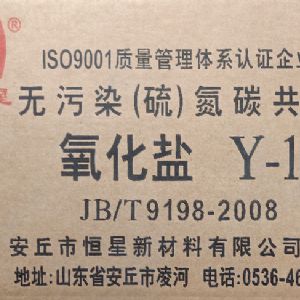 ®
ISO9001质量管理体系认证企
无污染(硫)氮碳共
氧化盐 Y-1
JB/T9198-2008
安丘市恒星新材料有限公
地址:山东省安丘市凌河 电话:0536-46